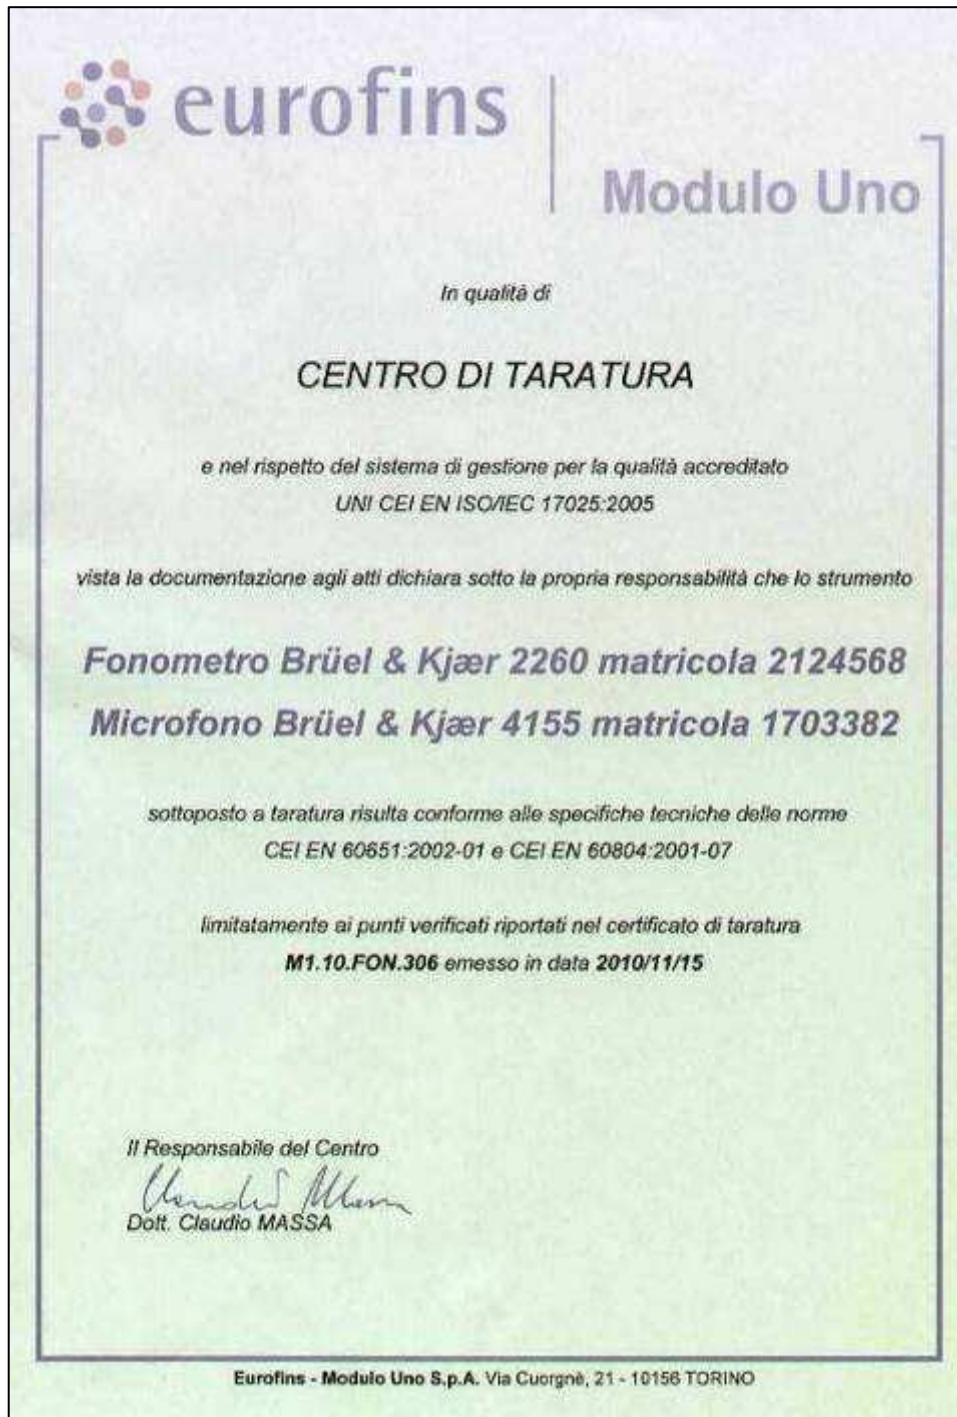 eurofins
Modulo Uno
In qualità di
CENTRO DI TARATURA
e nel rispetto del sistema di gestione per la qualità accreditato
UNI CEI EN ISO/IEC 17025:2005
vista la documentazione agli atti dichiara sotto la propria responsabilità che lo strumento
Fonometro Brüel & Kjær 2260 matricola 2124568
Microfono Brüel & Kjær 4155 matricola 1703382
sottoposto a taratura risulta conforme alle specifiche tecniche delle norme
CEI EN 60651:2002-01 e CEI EN 60804:2001-07
limitatamente ai punti verificati riportati nel certificato di taratura
M1.10.FON.306 emesso in data 2010/11/15
Il Responsabile del Centro
Dott. Claudio MASSA
Eurofins - Modulo Uno S.p.A. Via Cuorgnè, 21 - 10156 TORINO